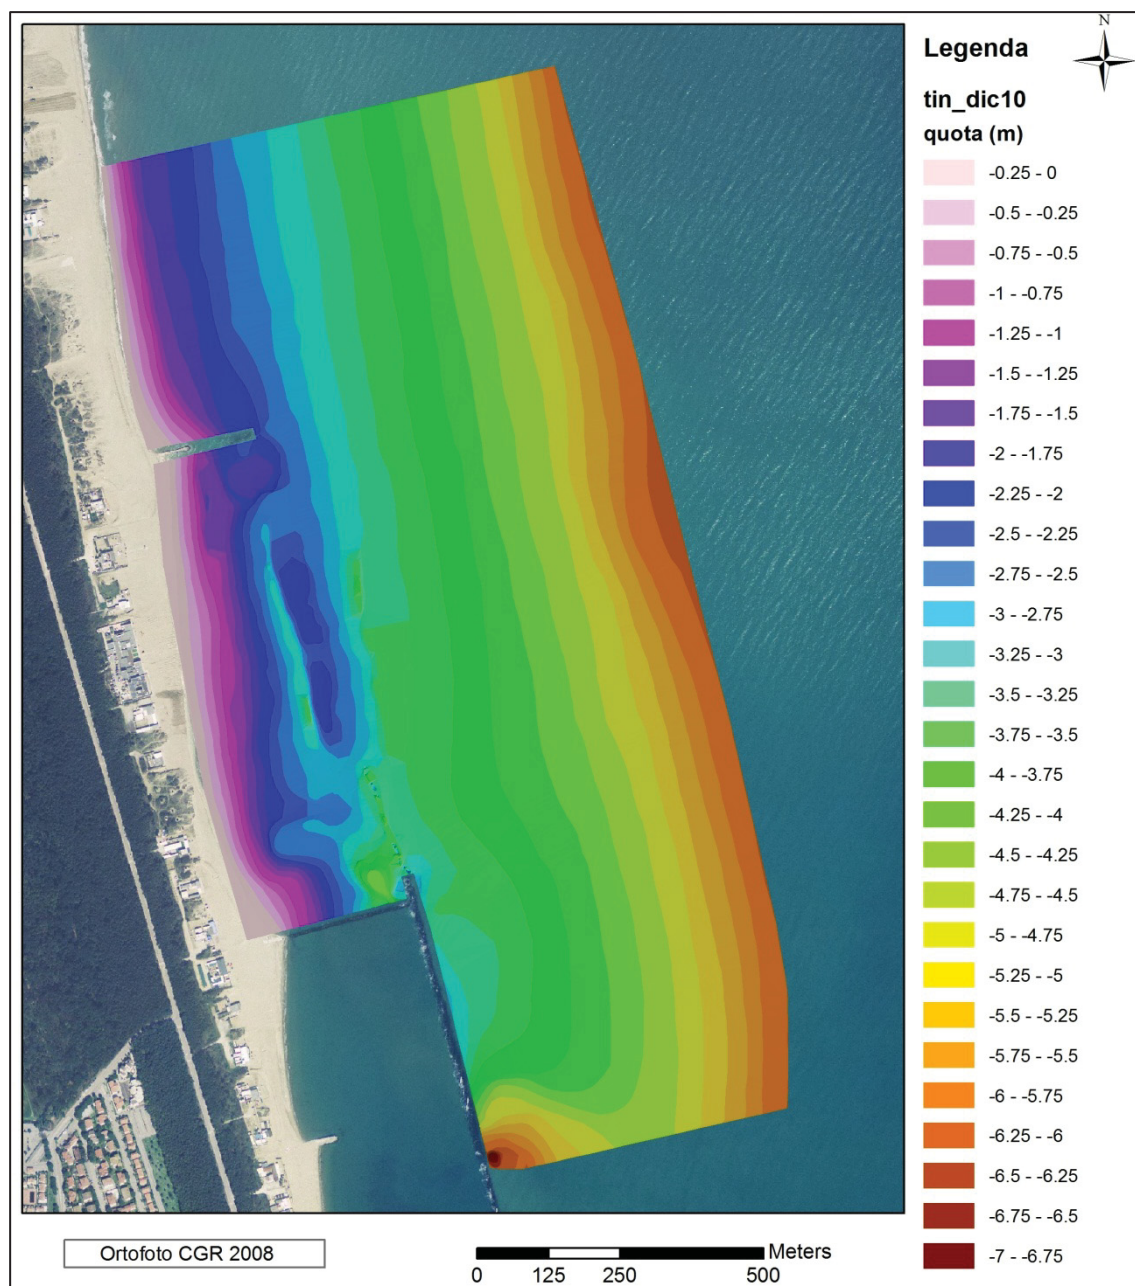 N
Legenda
tin_dic10
quota (m)
-0.25 - 0
-0.5 - -0.25
-0.75 - -0.5
-1 - -0.75
-1.25 - -1
-1.5 - -1.25
-1.75 - -1.5
-2 - -1.75
-2.25 - -2
-2.5 - -2.25
-2.75 - -2.5
-3 - -2.75
-3.25 - -3
-3.5 - -3.25
-3.75 - -3.5
-4 - -3.75
-4.25 - -4
-4.5 - -4.25
-4.75 - -4.5
-5 - -4.75
-5.25 - -5
-5.5 - -5.25
-5.75 - -5.5
-6 - -5.75
-6.25 - -6
-6.5 - -6.25
-6.75 - -6.5
-7 - -6.75
Ortofoto CGR 2008
Meters
0 125 250 500